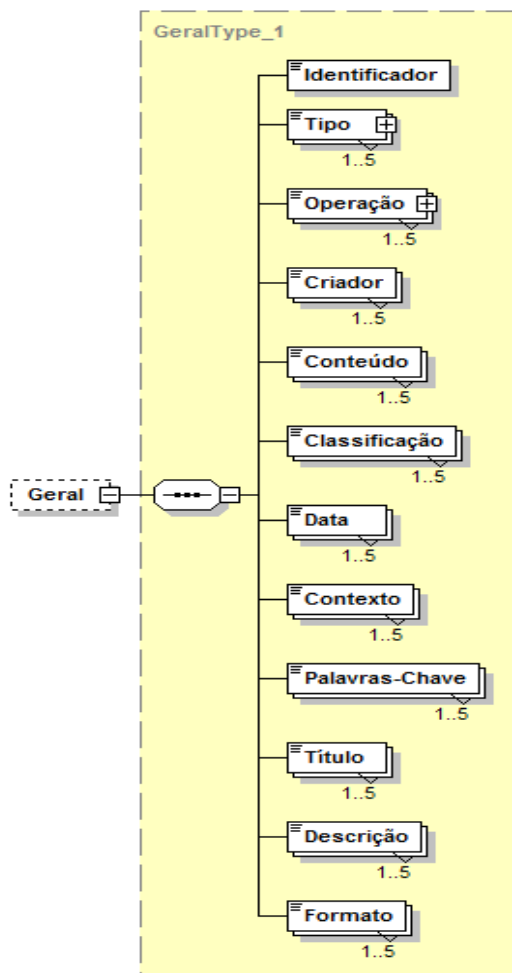 GeralType_1
Identificador
Tipo
1..5
Operação
1..5
Criador
1..5
Conteúdo
1..5
Classificação
1..5
Geral
Data
1..5
Contexto
1..5
Palavras-Chave
1..5
Título
1..5
Descrição
1..5
Formato
1..5